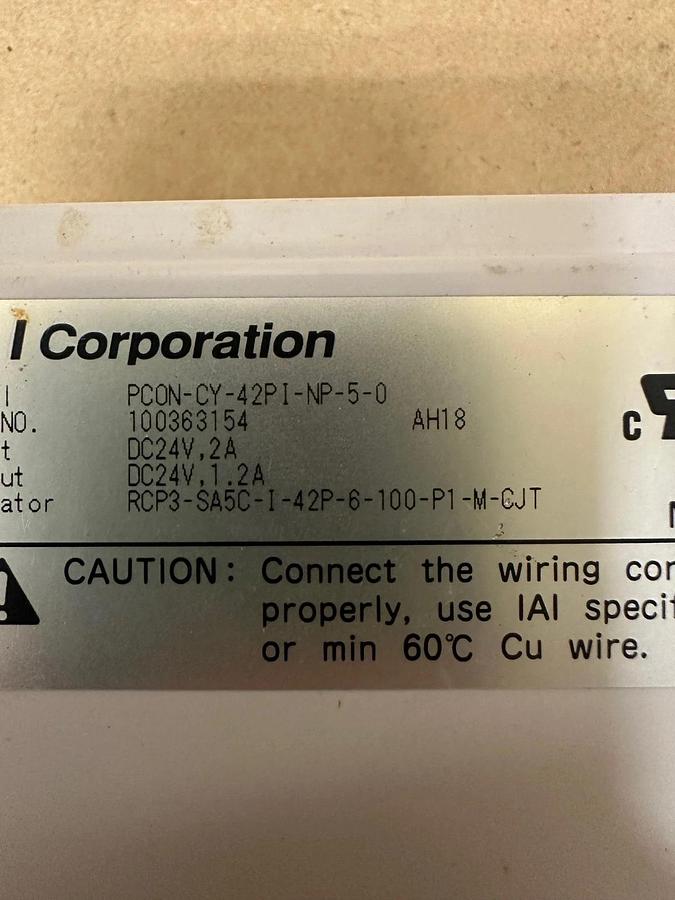 I Corporation
l PCON-CY-42PI-NP-5-0
NO. 100363154 AH18
t DC24V,2A
ut DC24V,1.2A
ator RCP3-SA5C-I-42P-6-100-P1-M-CJT
CAUTION: Connect the wiring cor
properly, use IAI specif
or min 60℃ Cu wire.
C